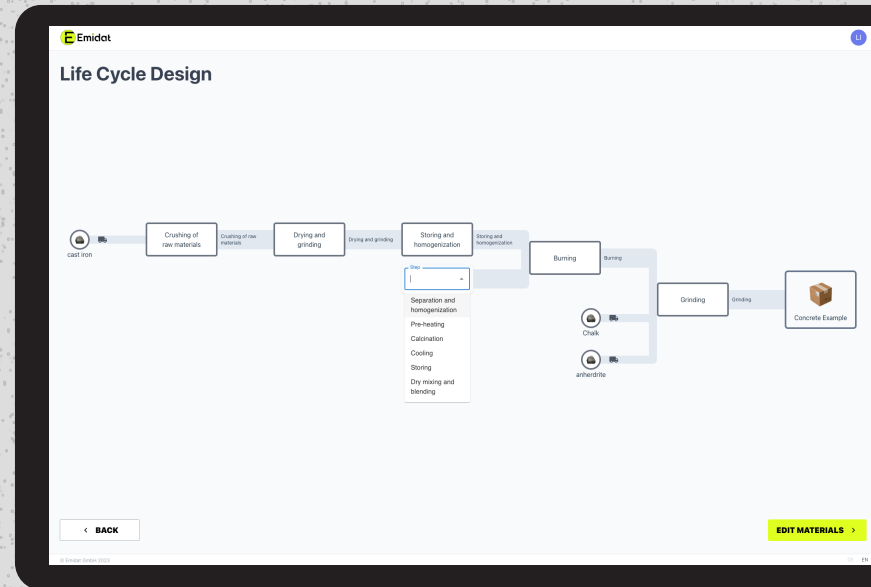 Emidat
LI
Life Cycle Design
cast iron
Crushing of
raw materials
Crushing of raw
materials
Drying and
grinding
Drying and grinding
Storing and
homogenization
Storing and
homogenization
Step
Separation and
homogenization
Pre-heating
Calcination
Cooling
Storing
Dry mixing and
blending
Burning
Burning
Chalk
anherdrite
Grinding
Grinding
Concrete Example
< BACK
EDIT MATERIALS >
© Emidat GmbH 2023
EN